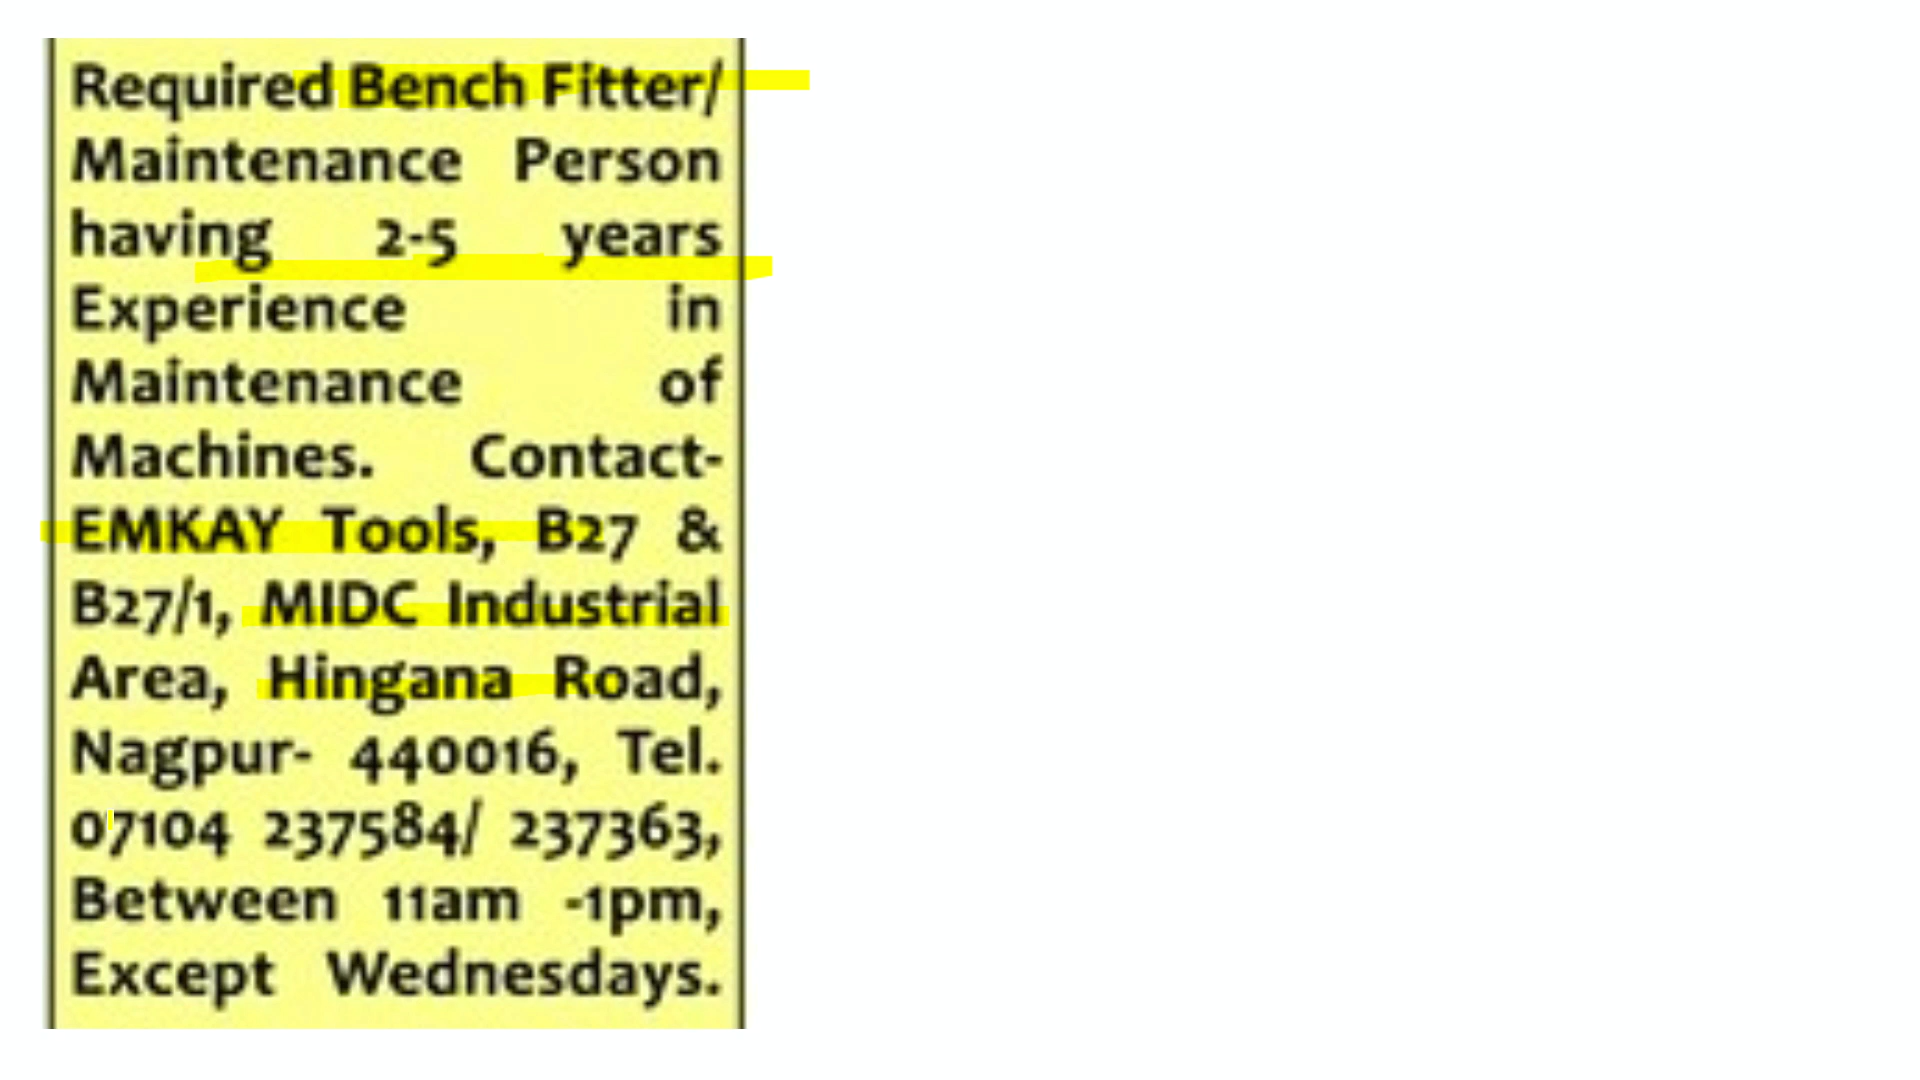 Required Bench Fitter/
Maintenance Person
having 2-5 years
Experience in
Maintenance of
Machines. Contact-
EMKAY Tools, B27 &
B27/1, MIDC Industrial
Area, Hingana Road,
Nagpur- 440016, Tel.
07104 237584/ 237363,
Between 11am -1pm,
Except Wednesdays.